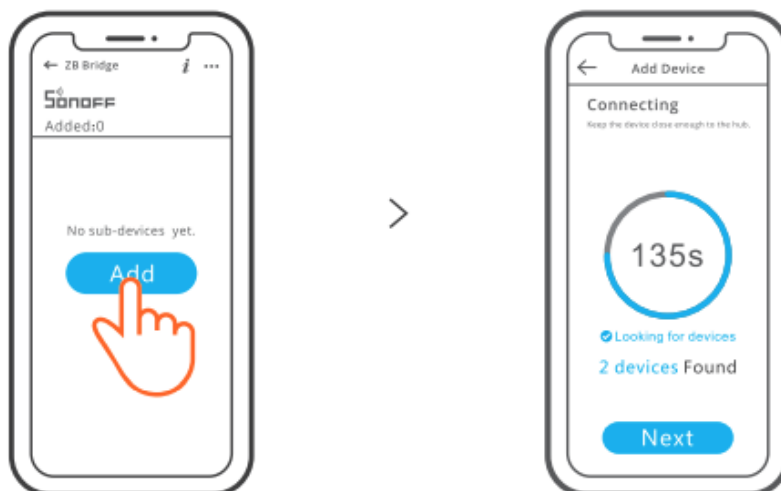 ← ZB Bridge i ...
SONOFF
Added:0
No sub-devices yet.
Add
>
← Add Device
Connecting
Keep the device close enough to the hub.
135s
Looking for devices
2 devices Found
Next